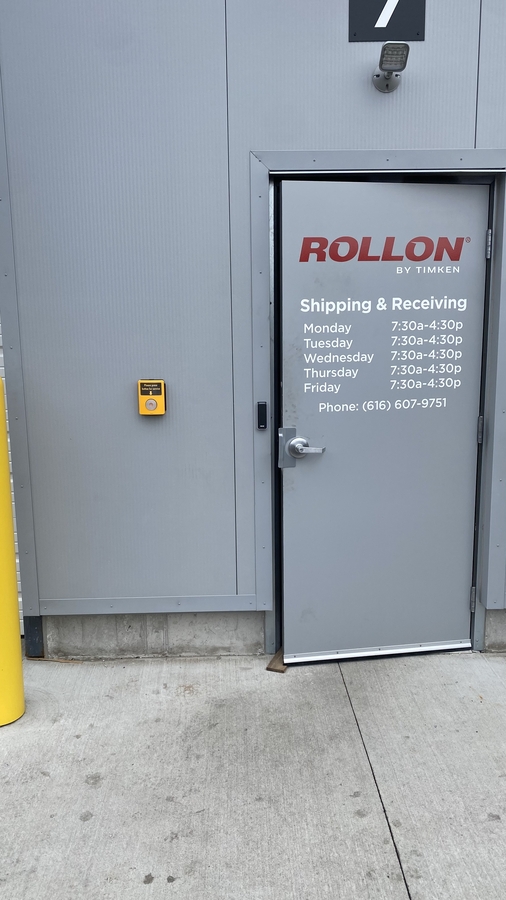 7
ROLLON®
BY TIMKEN
Shipping & Receiving
Monday 7:30a-4:30p
Tuesday 7:30a-4:30p
Wednesday 7:30a-4:30p
Thursday 7:30a-4:30p
Friday 7:30a-4:30p
Phone: (616) 607-9751